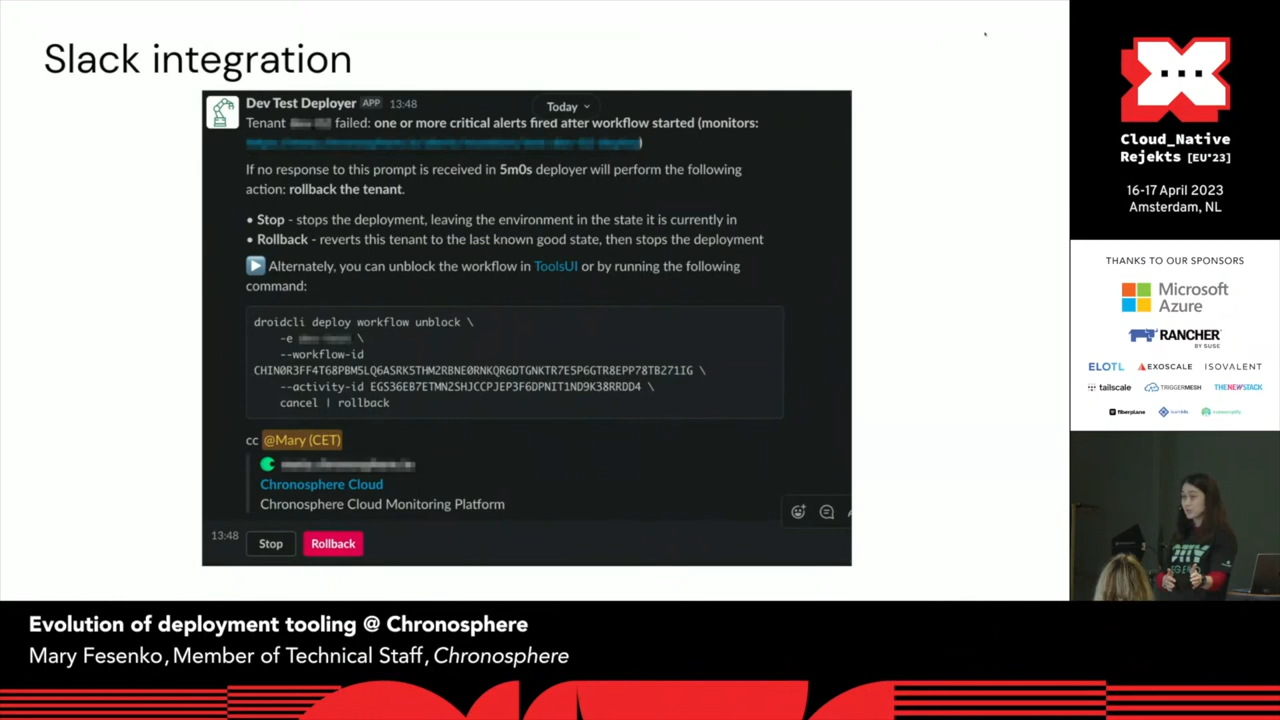 Slack integration
Dev Test Deployer APP 13:48
Today
Tenant failed: one or more critical alerts fired after workflow started (monitors:
)
If no response to this prompt is received in 5m0s deployer will perform the following
action: rollback the tenant.
• Stop - stops the deployment, leaving the environment in the state it is currently in
• Rollback - reverts this tenant to the last known good state, then stops the deployment
Alternately, you can unblock the workflow in ToolsUI or by running the following
command:
droidcli deploy workflow unblock \
-e \
--workflow-id
CHIN0R3FF4T68PBM5LQ6ASRK5THM2RBNE0RNKQR6DTGNKTR7E5P6GTR8EPP78TB271IG \
--activity-id EGS36EB7ETMN2SHJCCPJEP3F6DPNIT1ND9K38RRDD4 \
cancel | rollback
cc @Mary (CET)
Chronosphere Cloud
Chronosphere Cloud Monitoring Platform
13:48 Stop Rollback
Cloud_Native
Rejekts [EU'23]
16-17 April 2023
Amsterdam, NL
THANKS TO OUR SPONSORS
Microsoft
Azure
RANCHER
BY SUSE
ELOTL EXOSCALE ISOVALENT
tailscale TRIGGERMESH THENEWSTACK
fiberplane
Evolution of deployment tooling @ Chronosphere
Mary Fesenko, Member of Technical Staff, Chronosphere